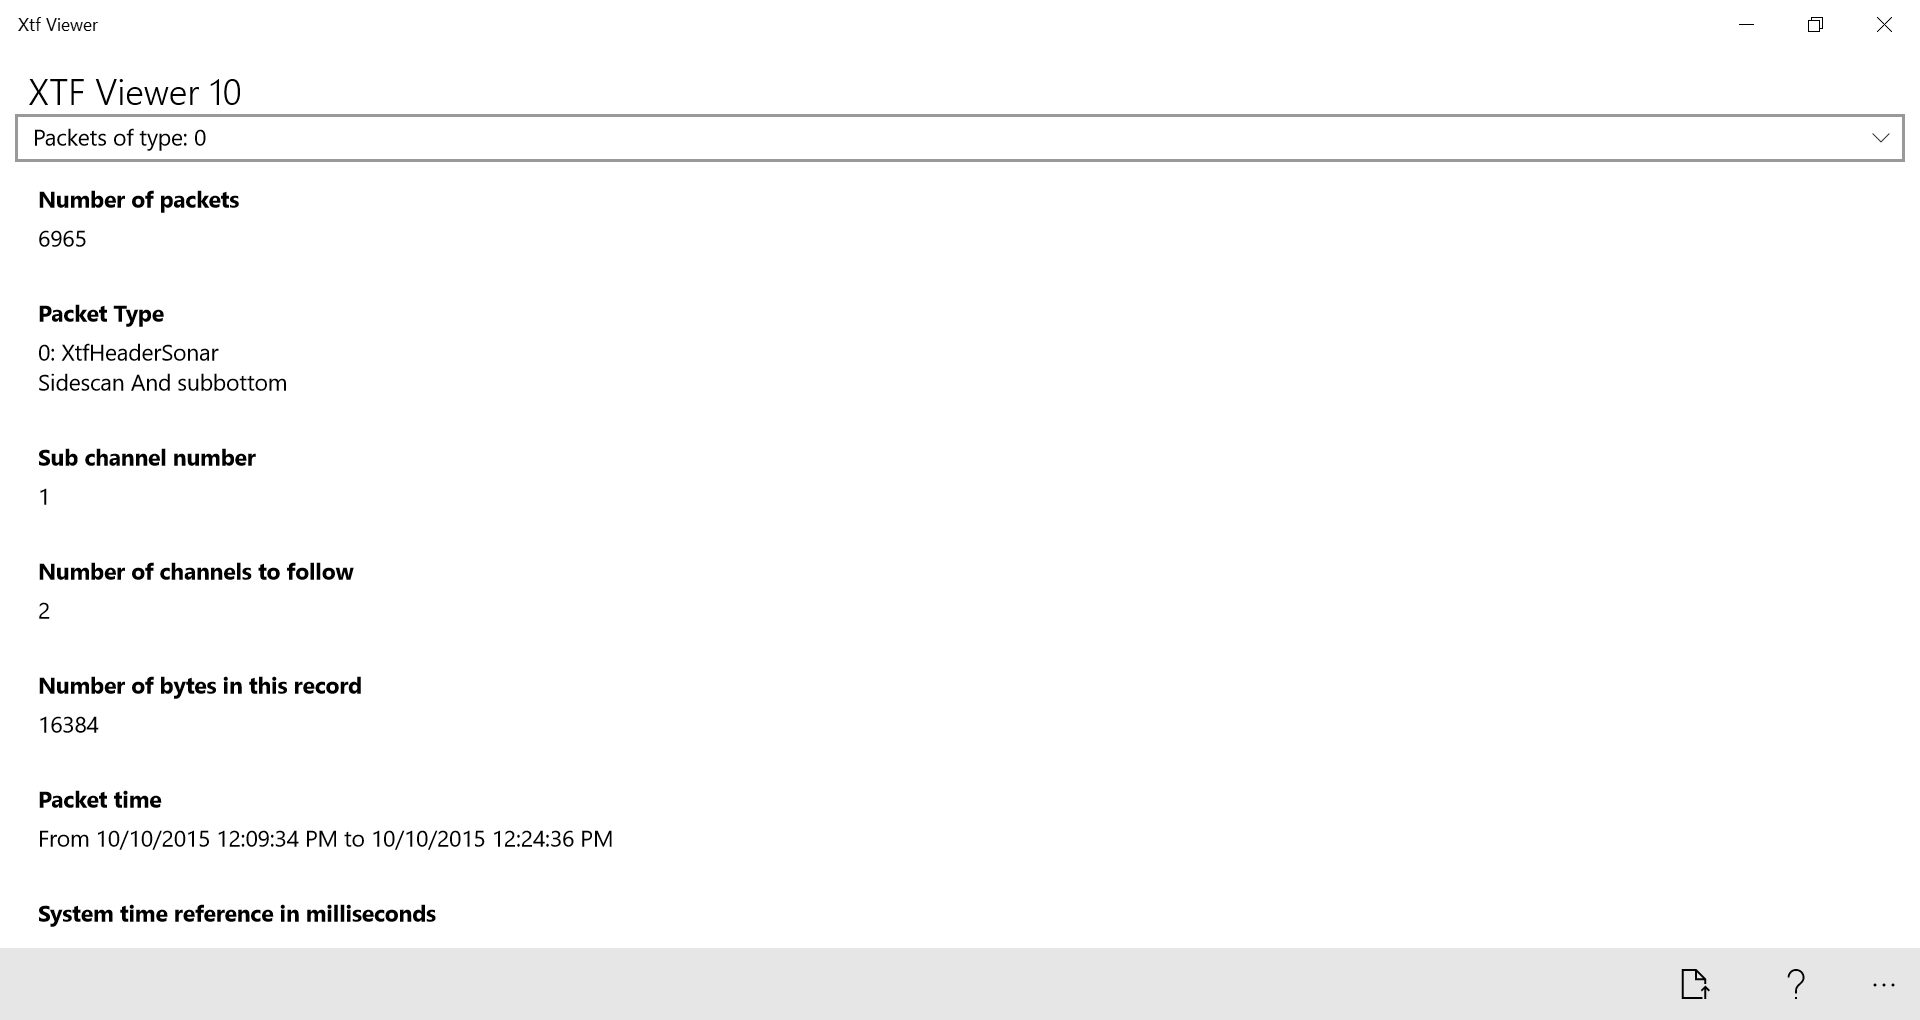 Xtf Viewer
XTF Viewer 10
Packets of type: 0
Number of packets
6965
Packet Type
0: XtfHeaderSonar
Sidescan And subbottom
Sub channel number
1
Number of channels to follow
2
Number of bytes in this record
16384
Packet time
From 10/10/2015 12:09:34 PM to 10/10/2015 12:24:36 PM
System time reference in milliseconds